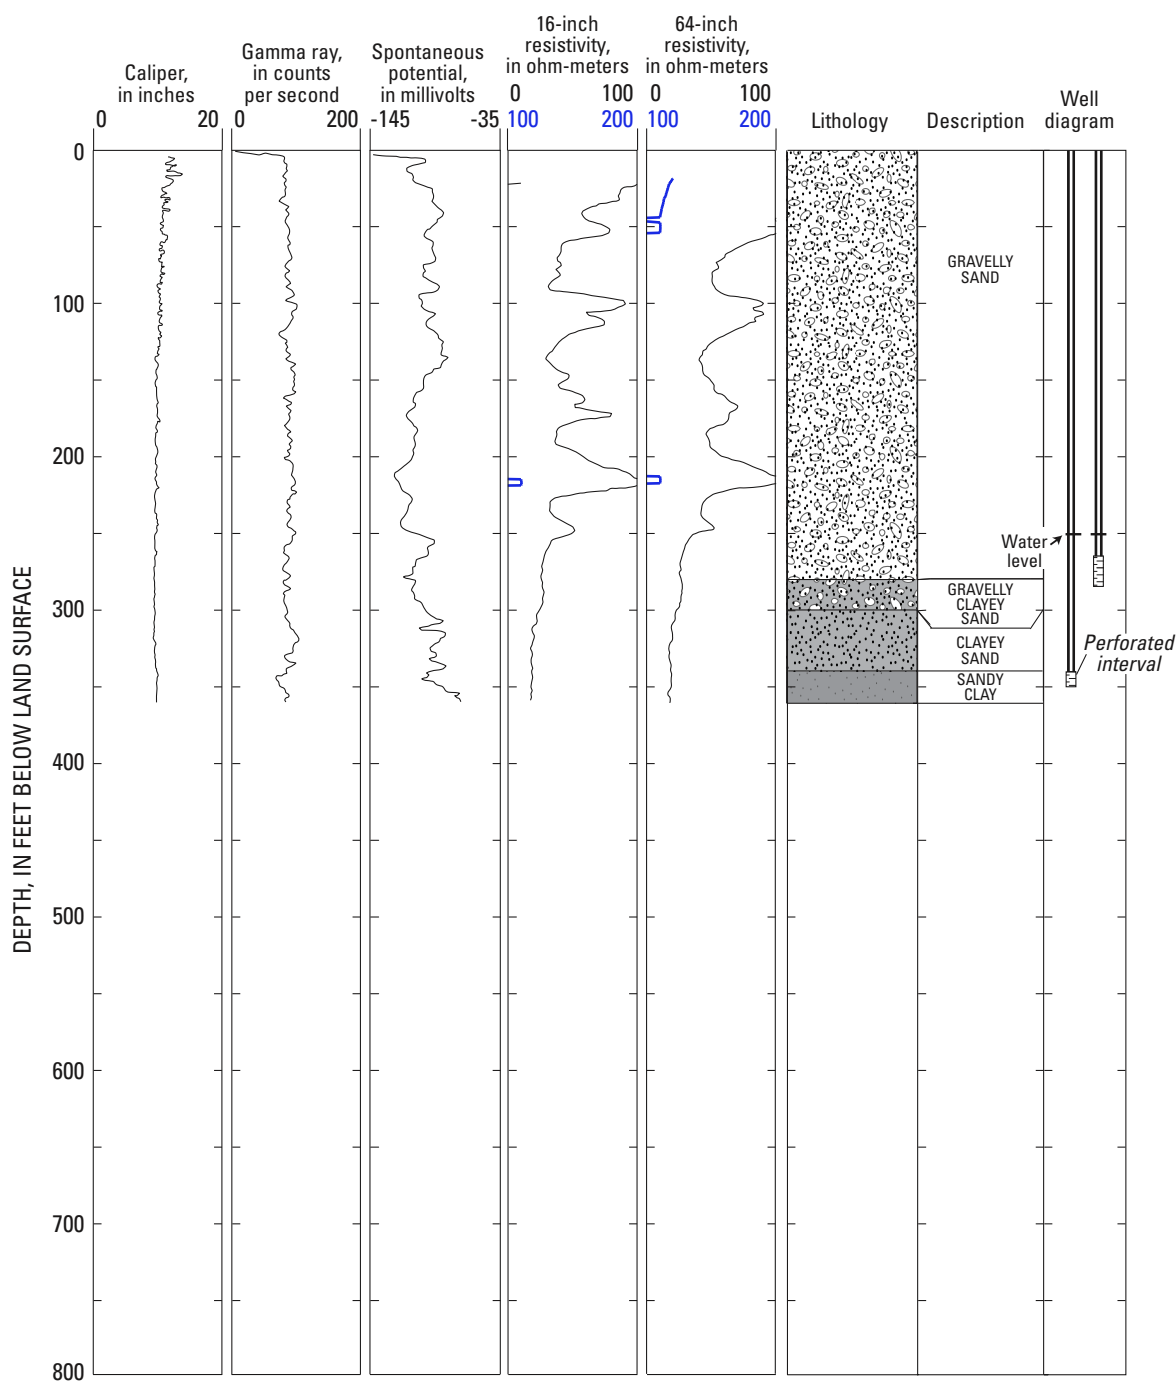 Caliper,
in inches
0 20
Gamma ray,
in counts
per second
0 200
Spontaneous
potential,
in millivolts
-145 -35
16-inch
resistivity,
in ohm-meters
0 100
100 200
64-inch
resistivity,
in ohm-meters
0 100
100 200
Lithology
Description
Well
diagram
DEPTH, IN FEET BELOW LAND SURFACE
0
100
200
300
400
500
600
700
800
GRAVELLY
SAND
GRAVELLY
CLAYEY
SAND
CLAYEY
SAND
SANDY
CLAY
Water
level
Perforated
interval